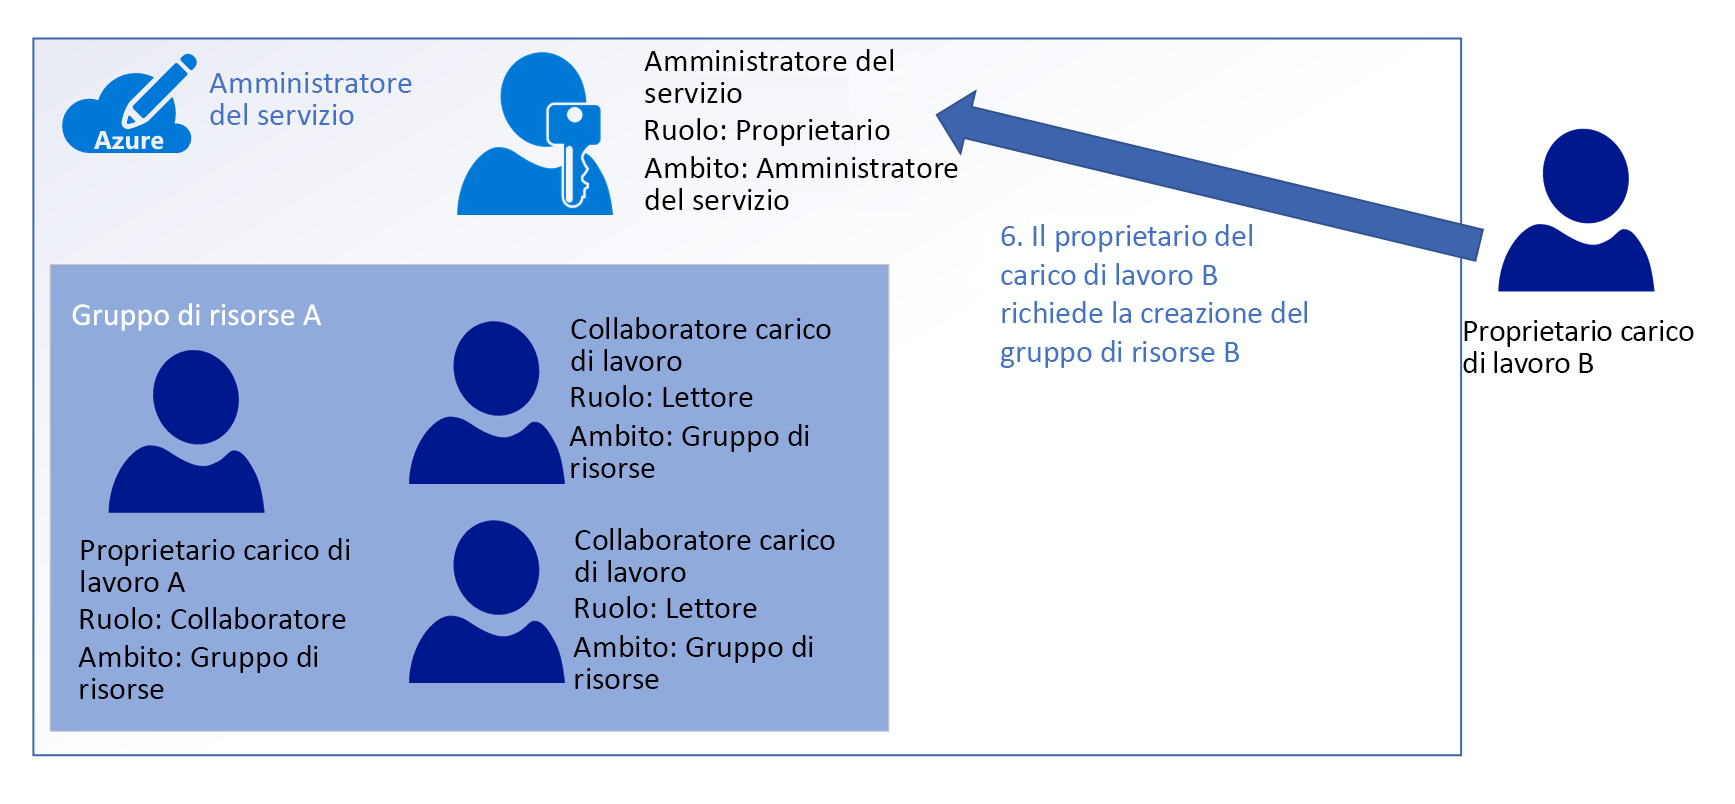 Azure
Amministratore
del servizio
Amministratore del
servizio
Ruolo: Proprietario
Ambito: Amministratore
del servizio
6. Il proprietario del
carico di lavoro B
richiede la creazione del
gruppo di risorse B
Proprietario carico
di lavoro B
Gruppo di risorse A
Proprietario carico di
lavoro A
Ruolo: Collaboratore
Ambito: Gruppo di
risorse
Collaboratore carico
di lavoro
Ruolo: Lettore
Ambito: Gruppo di
risorse
Collaboratore carico
di lavoro
Ruolo: Lettore
Ambito: Gruppo di
risorse